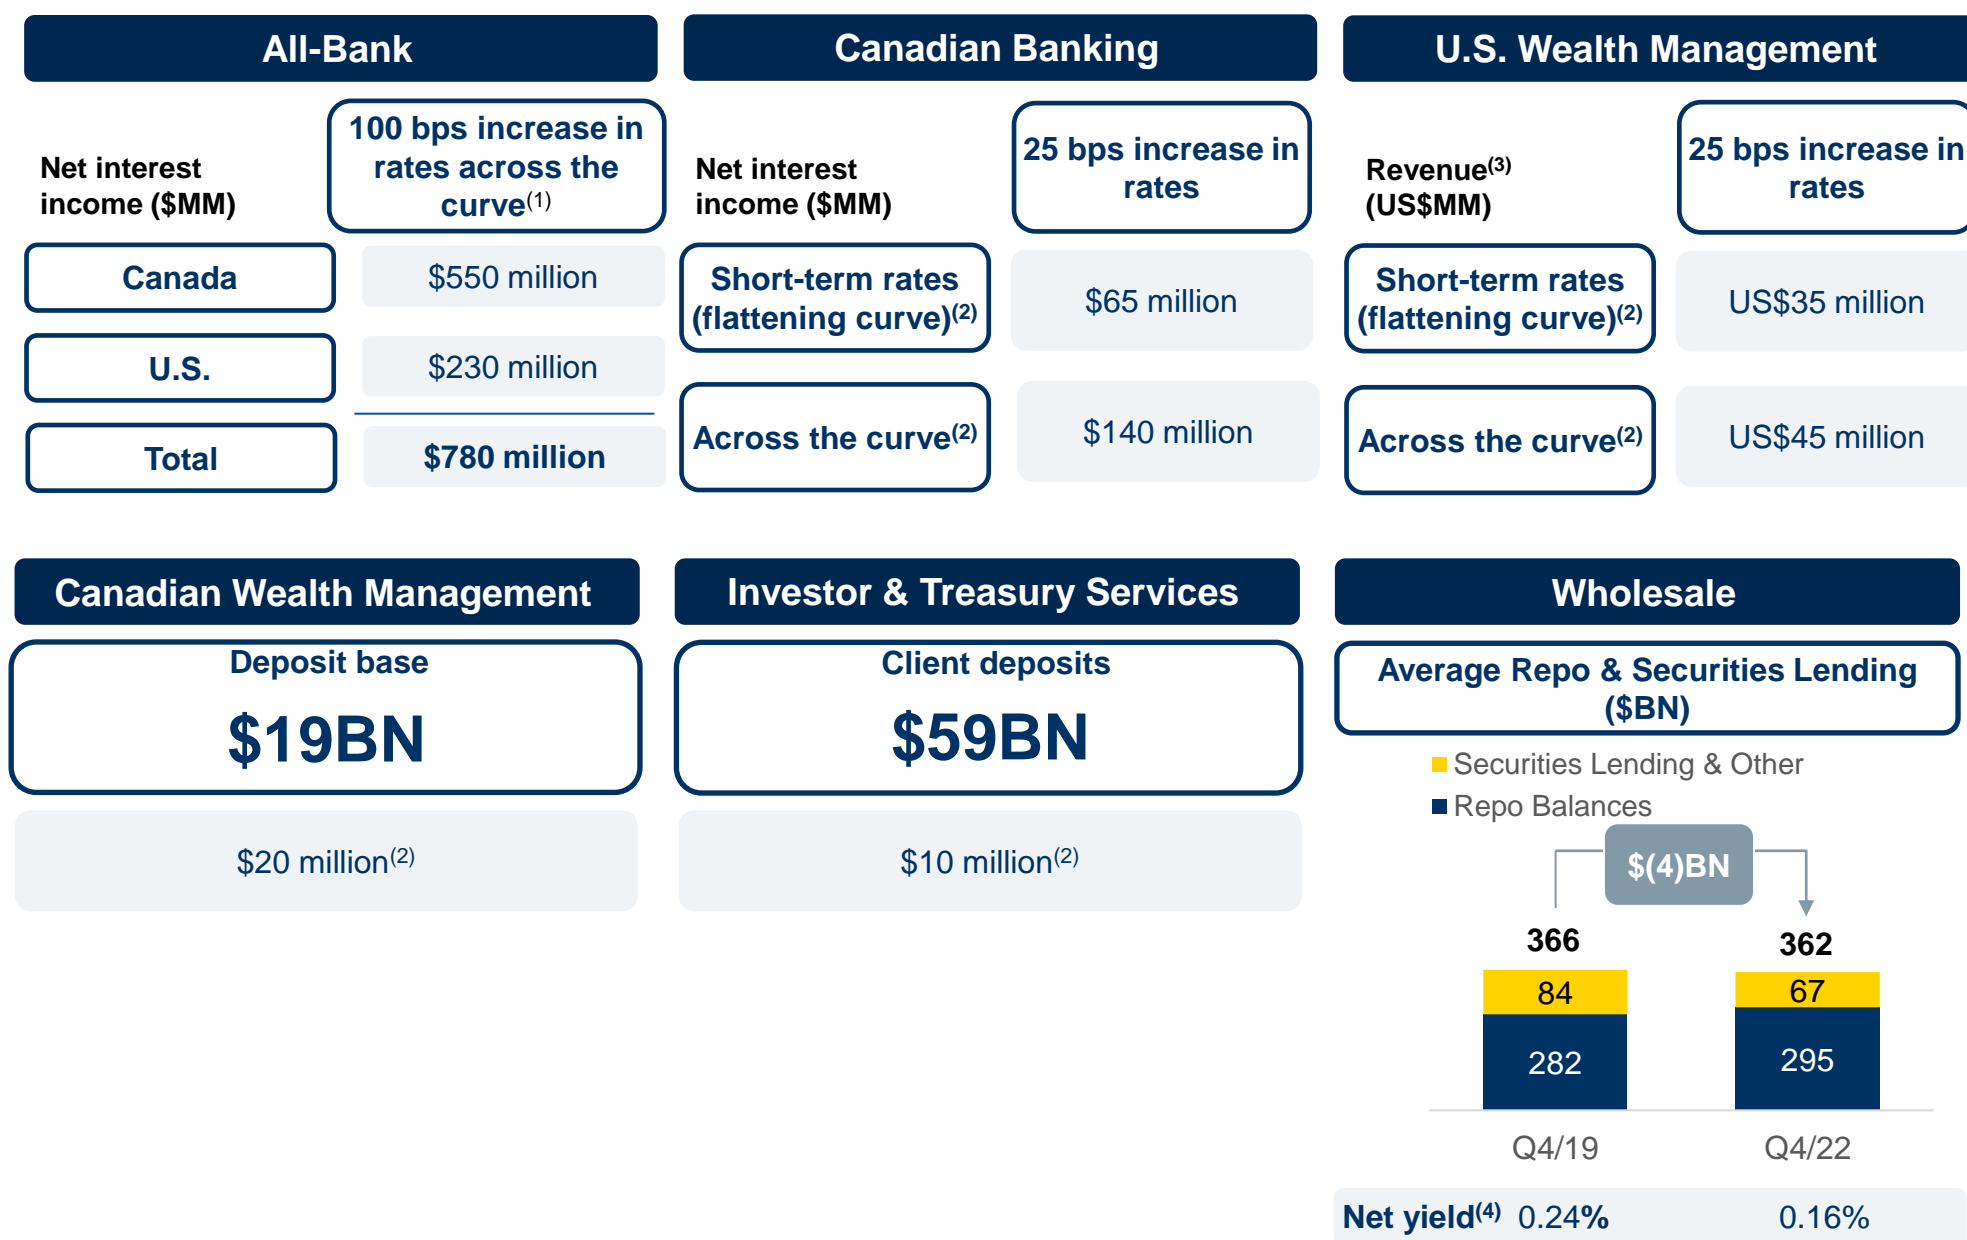 All-Bank
Net interest
income ($MM)
100 bps increase in
rates across the
curve(1)
Canada
$550 million
U.S.
$230 million
Total
$780 million
Canadian Banking
Net interest
income ($MM)
25 bps increase in
rates
Short-term rates
(flattening curve)(2)
$65 million
Across the curve(2)
$140 million
U.S. Wealth Management
Revenue(3)
(US$MM)
25 bps increase in
rates
Short-term rates
(flattening curve)(2)
US$35 million
Across the curve(2)
US$45 million
Canadian Wealth Management
Deposit base
$19BN
$20 million(2)
Investor & Treasury Services
Client deposits
$59BN
$10 million(2)
Wholesale
Average Repo & Securities Lending
($BN)
Securities Lending & Other
Repo Balances
$(4)BN
366
362
84
67
282
295
Q4/19
Q4/22
Net yield(4) 0.24% 0.16%